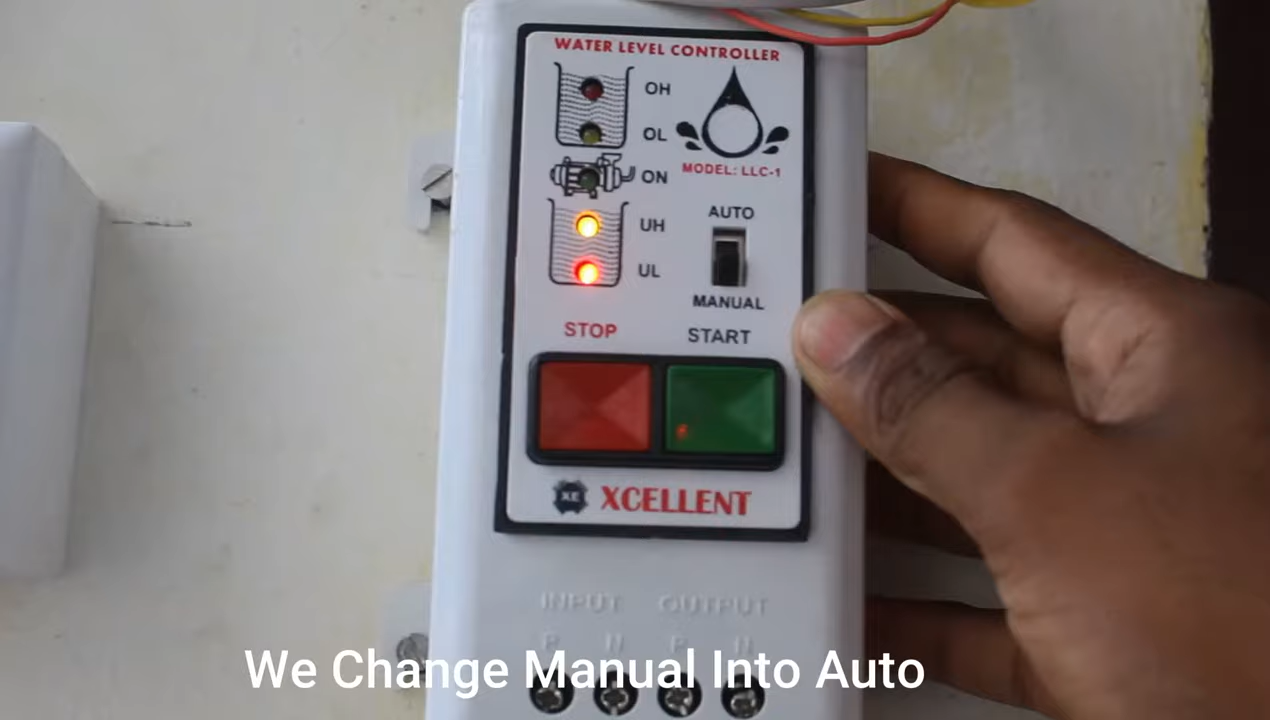 WATER LEVEL CONTROLLER
OH
OL
ON
MODEL: LLC-1
UH
UL
AUTO
MANUAL
STOP START
XE XCELLENT
INPUT OUTPUT
P N P N
We Change Manual Into Auto